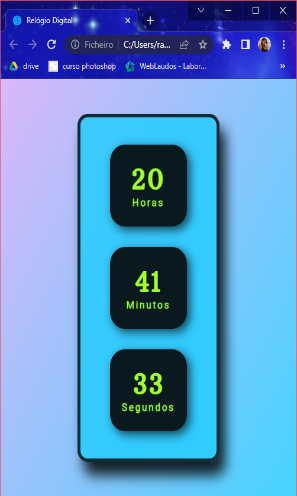 Relógio Digital
Ficheiro C:/Users/ra...
drive curso photoshop WebLaudos - Labor...
20
Horas
41
Minutos
33
Segundos